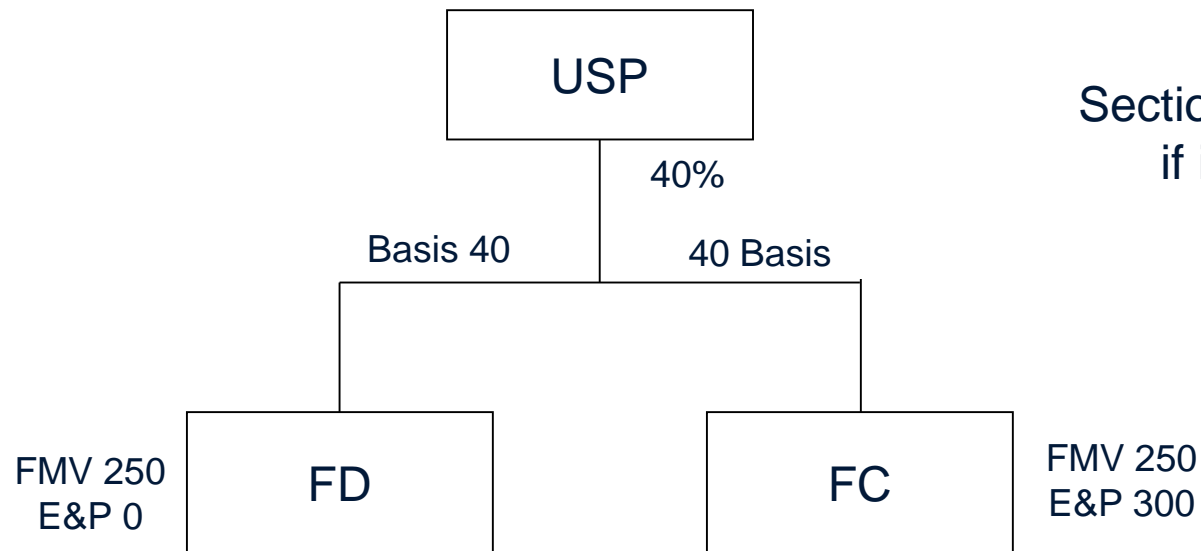 USP
Sectio
if i
40%
Basis 40
40 Basis
FMV 250
E&P 0
FD
FC
FMV 250
E&P 300